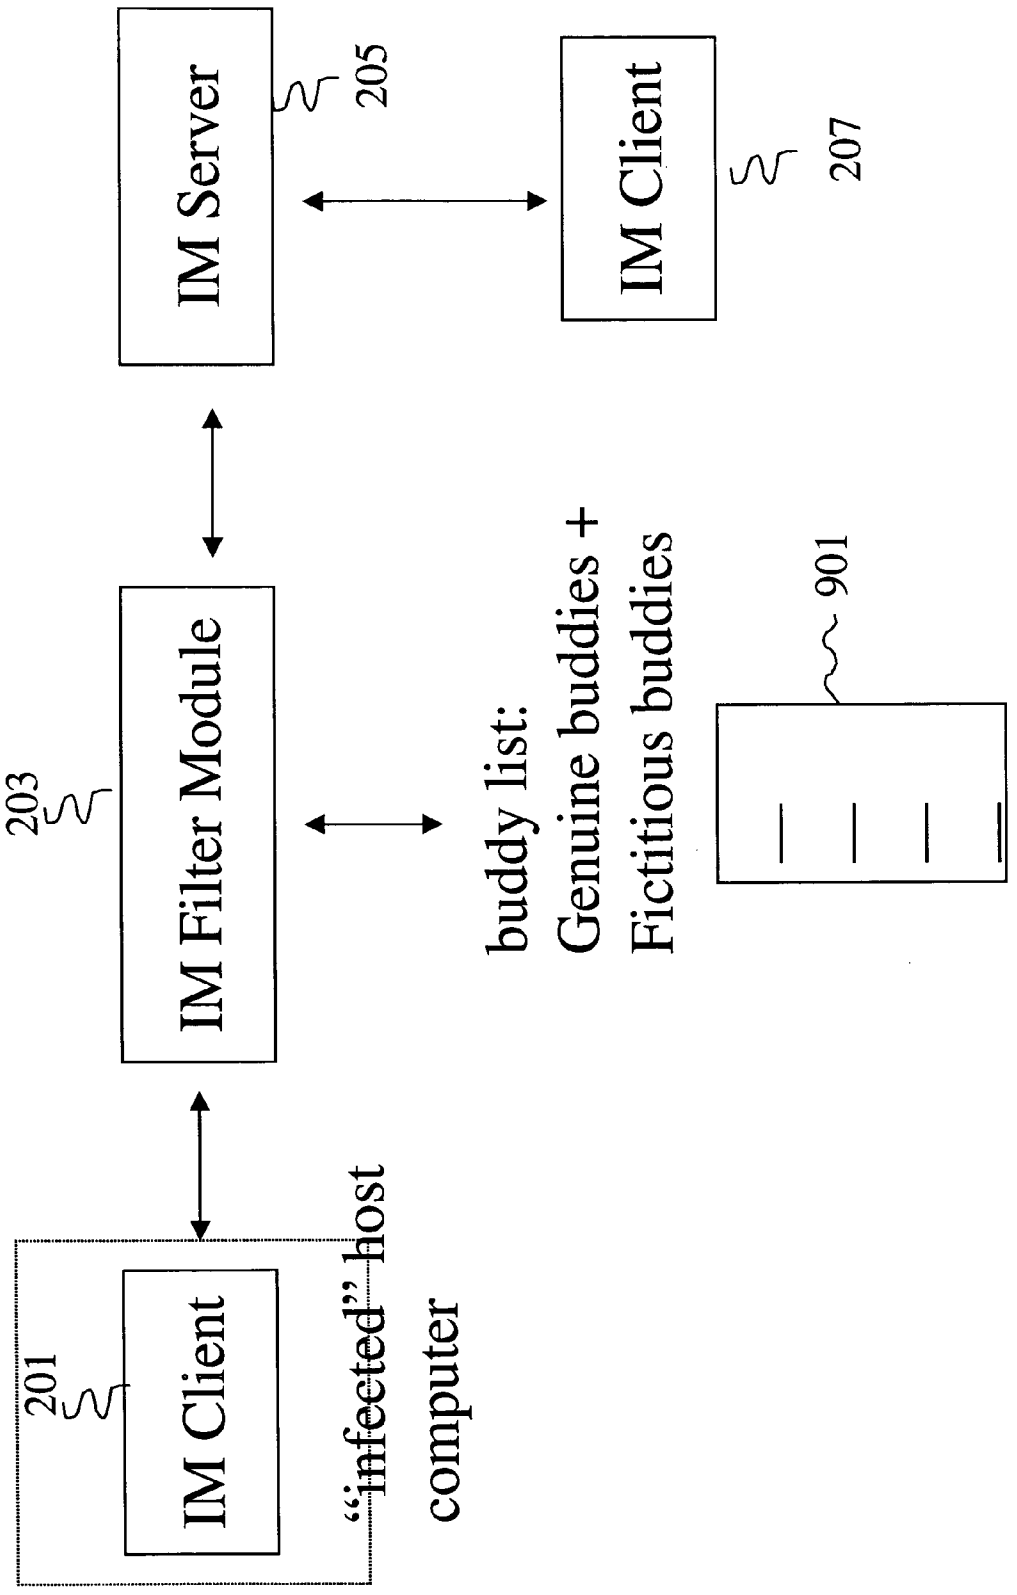 201
IM Client
“infected” host
computer
203
IM Filter Module
buddy list:
Genuine buddies +
Fictitious buddies
901
IM Server
205
IM Client
207